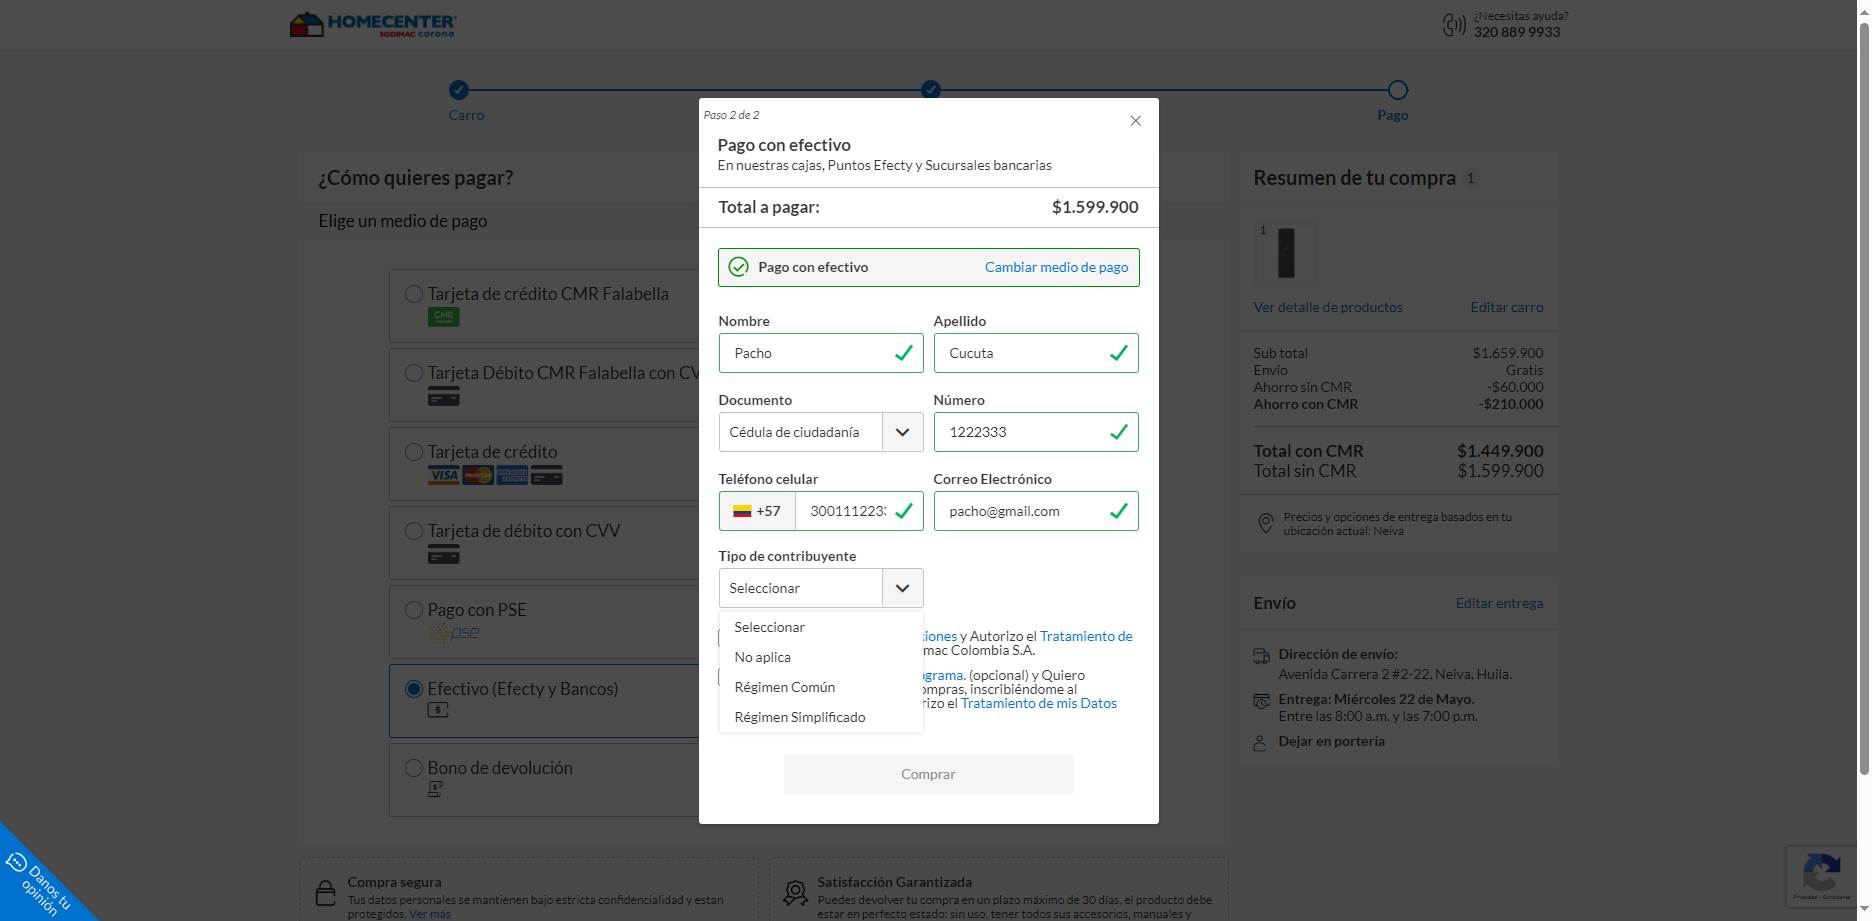 HOMECENTER
SODIMAC corona
¿Necesitas ayuda?
320 889 9933
Carro
Pago
¿Cómo quieres pagar?
Elige un medio de pago
Tarjeta de crédito CMR Falabella
CMR
Tarjeta Débito CMR Falabella con CV
Tarjeta de crédito
VISA
Tarjeta de débito con CVV
Pago con PSE
pse
Efectivo (Efecty y Bancos)
Bono de devolución
Paso 2 de 2
Pago con efectivo
En nuestras cajas, Puntos Efecty y Sucursales bancarias
Total a pagar: $1.599.900
Pago con efectivo Cambiar medio de pago
Nombre Apellido
Pacho Cucuta
Documento Número
Cédula de ciudadanía 1222333
Teléfono celular Correo Electrónico
+57 300111223 pacho@gmail.com
Tipo de contribuyente
Seleccionar
Seleccionar
No aplica
Régimen Común
Régimen Simplificado
iones y Autorizo el Tratamiento de
mac Colombia S.A.
grama. (opcional) y Quiero
ompras, inscribiéndome al
rizo el Tratamiento de mis Datos
Comprar
Resumen de tu compra 1
1
Ver detalle de productos Editar carro
Sub total $1.659.900
Envío Gratis
Ahorro sin CMR -$60.000
Ahorro con CMR -$210.000
Total con CMR $1.449.900
Total sin CMR $1.599.900
Precios y opciones de entrega basados en tu
ubicación actual: Neiva
Envío Editar entrega
Dirección de envío:
Avenida Carrera 2 #2-22, Neiva, Huila.
Entrega: Miércoles 22 de Mayo.
Entre las 8:00 a.m. y las 7:00 p.m.
Dejar en portería
Compra segura
Tus datos personales se mantienen bajo estricta confidencialidad y estan
protegidos. Ver más
Satisfacción Garantizada
Puedes devolver tu compra en un plazo máximo de 30 días, el producto debe
estar en perfecto estado: sin uso, tener todos sus accesorios, manuales y
Danos tu
opinión
Privacidad - Condiciones